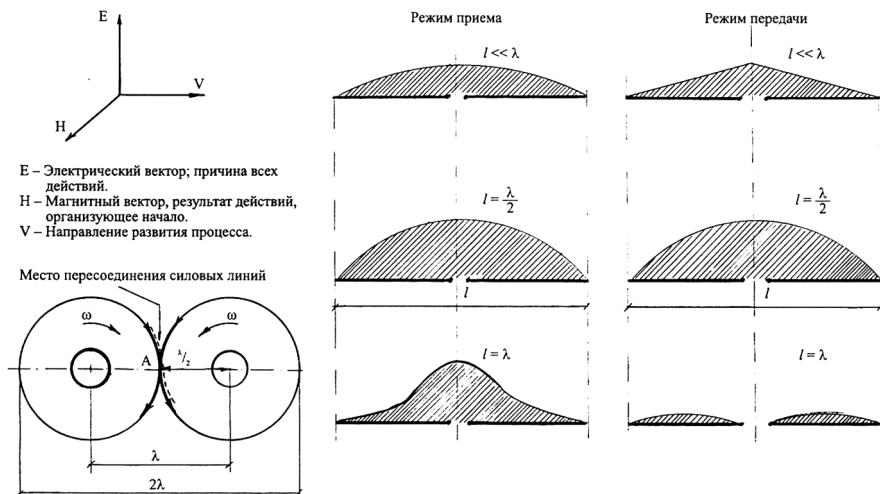 E
V
H
E – Электрический вектор; причина всех
действий.
H – Магнитный вектор, результат действий,
организующее начало.
V – Направление развития процесса.
Место пересоединения силовых линий
ω
ω
A
λ/2
λ
2λ
Режим приема
l << λ
l = λ/2
l
l = λ
Режим передачи
l << λ
l = λ/2
l
l = λ